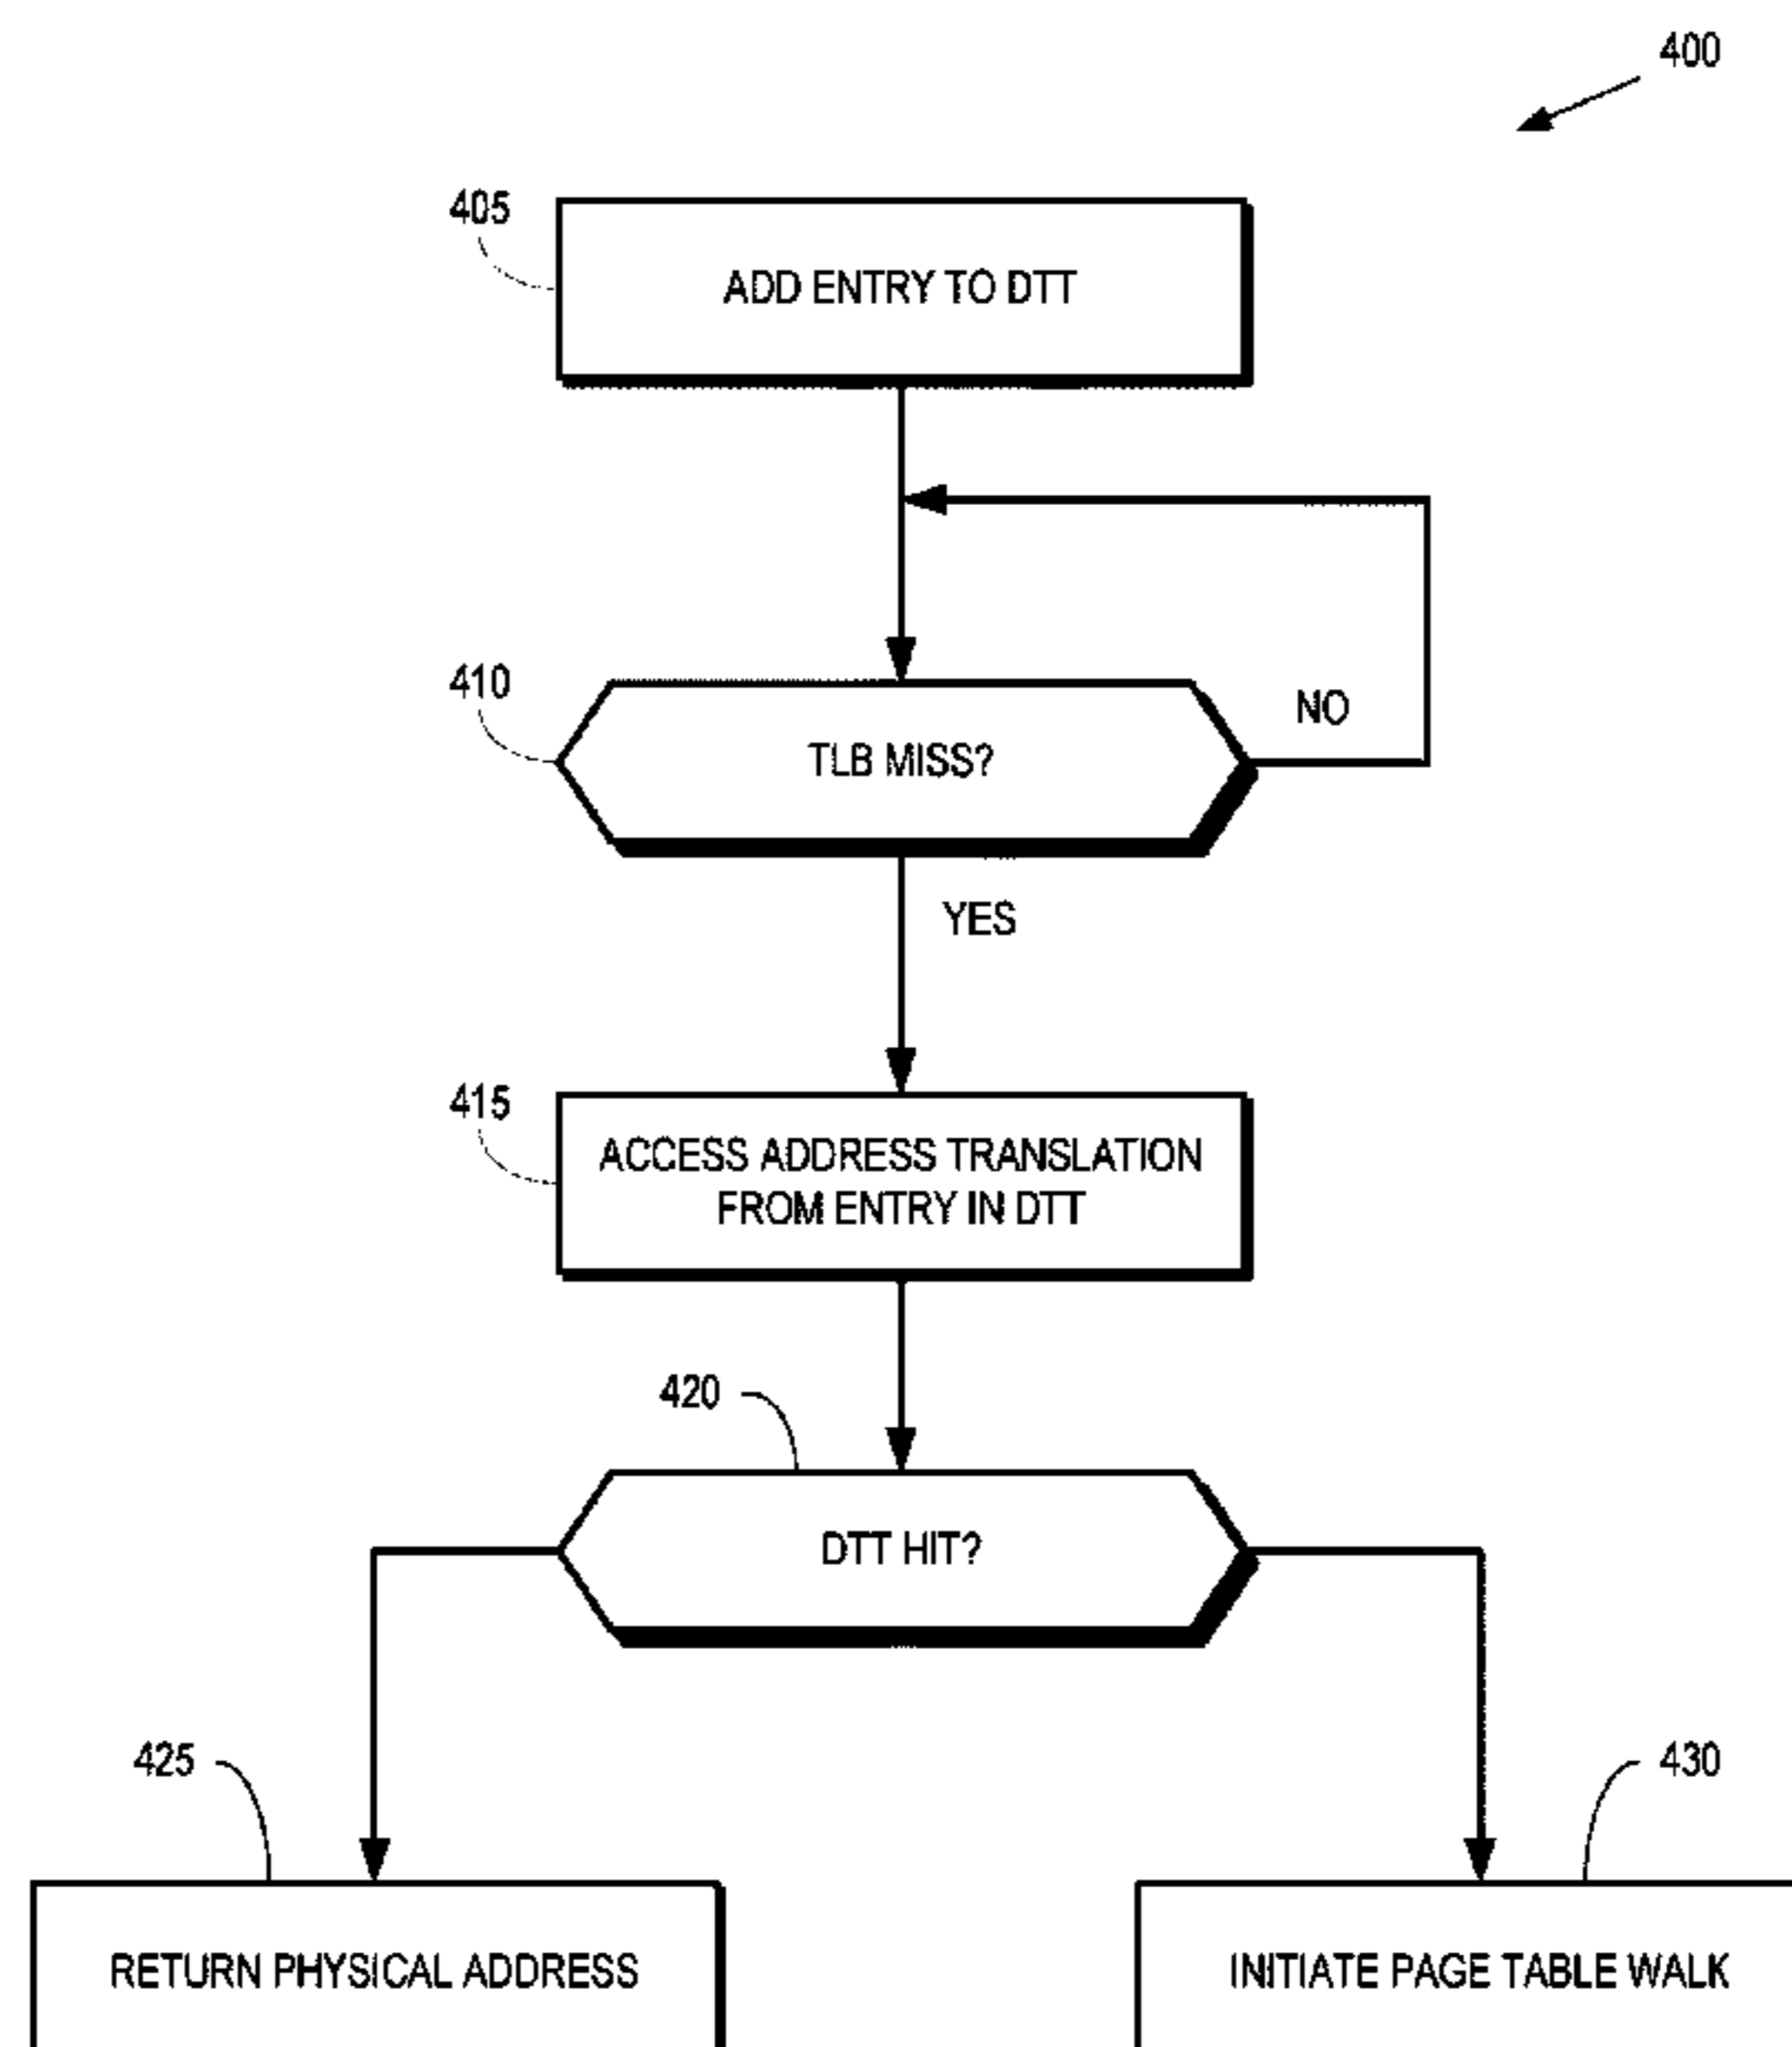 400
405
ADD ENTRY TO DTT
410
TLB MISS?
NO
YES
415
ACCESS ADDRESS TRANSLATION
FROM ENTRY IN DTT
420
DTT HIT?
425
430
RETURN PHYSICAL ADDRESS
INITIATE PAGE TABLE WALK